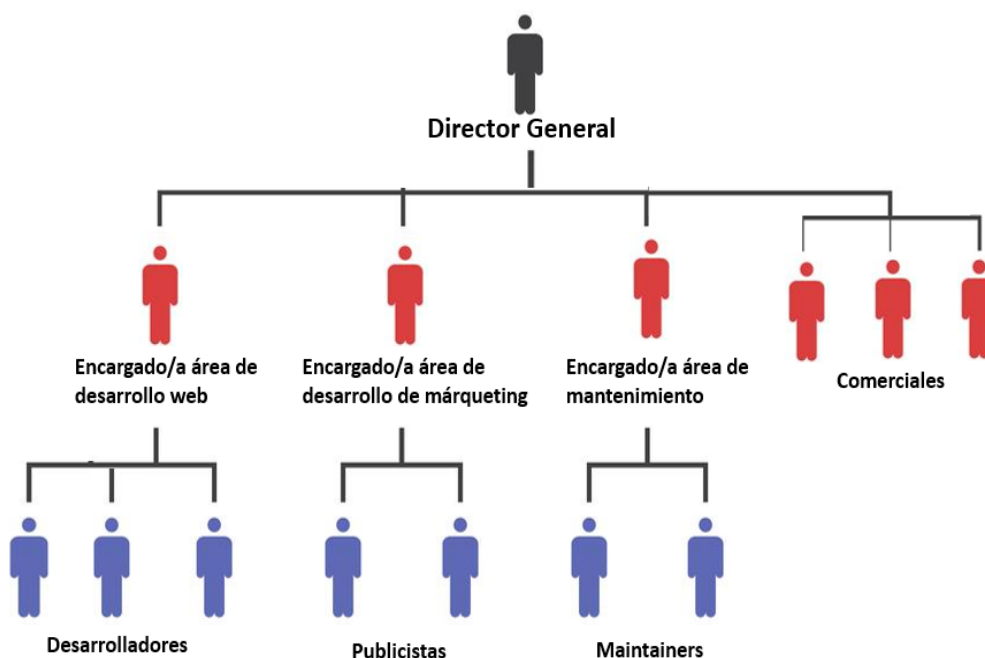 Director General
Encargado/a área de
desarrollo web
Encargado/a área de
desarrollo de márqueting
Encargado/a área de
mantenimiento
Comerciales
Desarrolladores
Publicistas
Maintainers